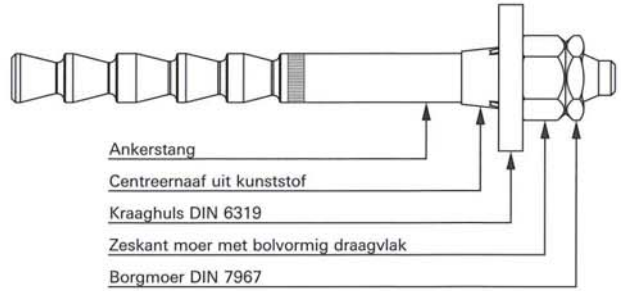 Ankerstang
Centreernaaf uit kunststof
Kraaghuls DIN 6319
Zeskant moer met bolvormig draagvlak
Borgmoer DIN 7967